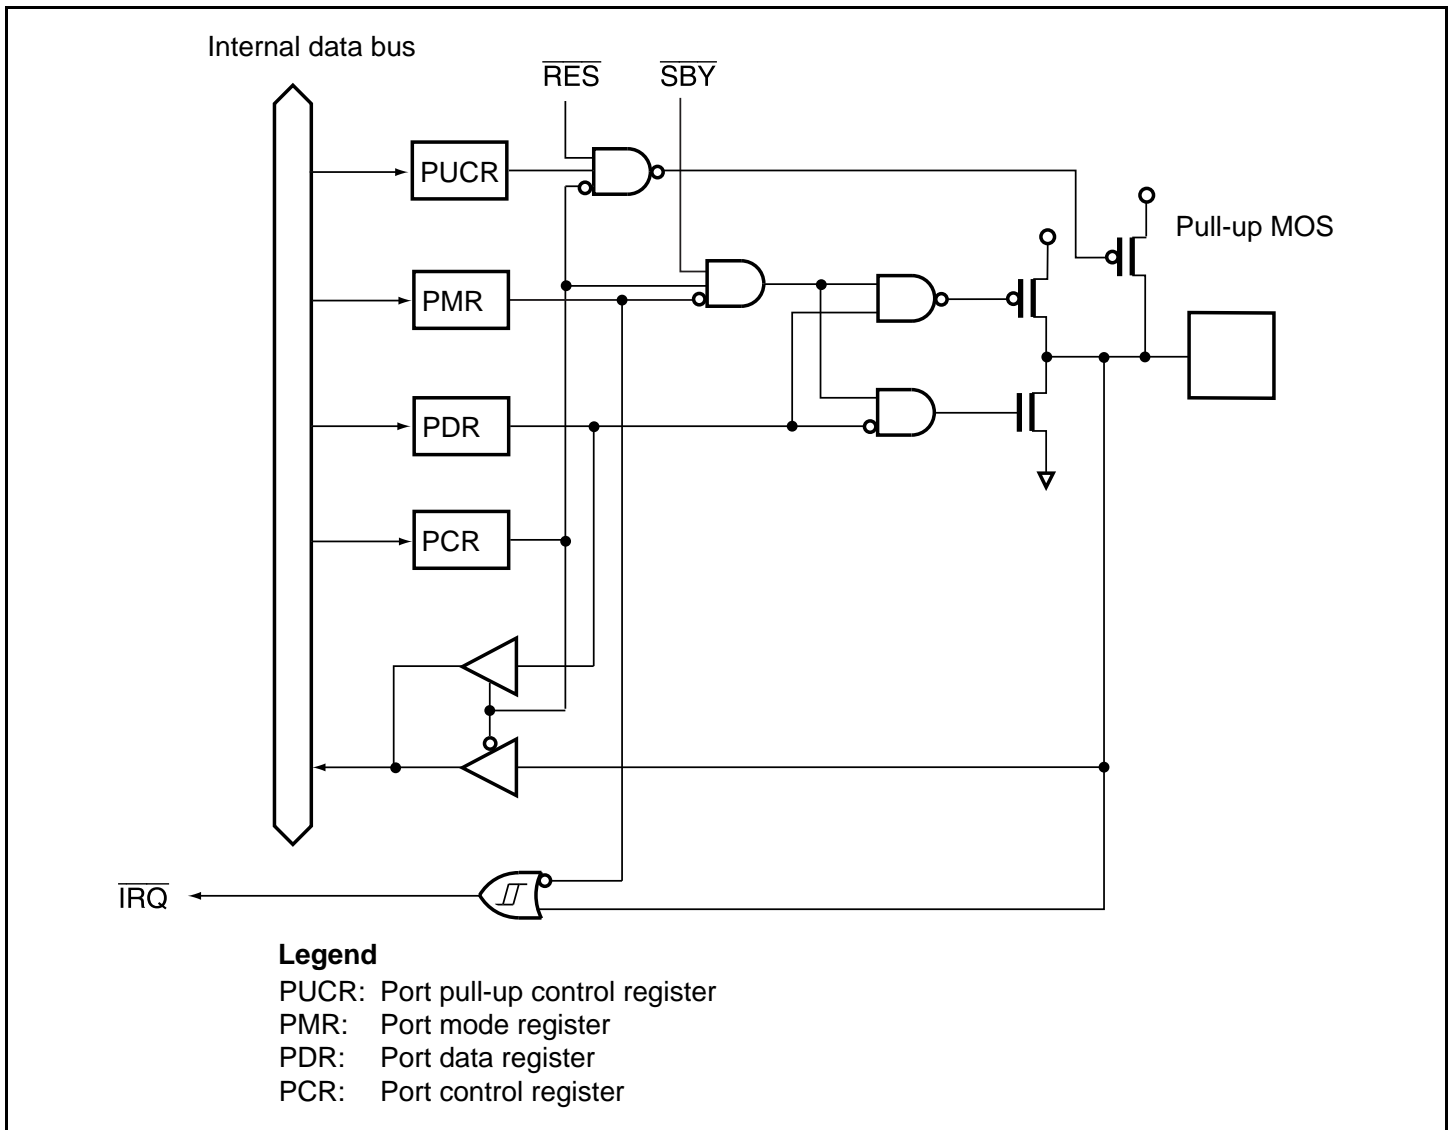 Internal data bus
RES
SBY
PUCR
Pull-up MOS
PMR
PDR
PCR
IRQ
Legend
PUCR: Port pull-up control register
PMR: Port mode register
PDR: Port data register
PCR: Port control register